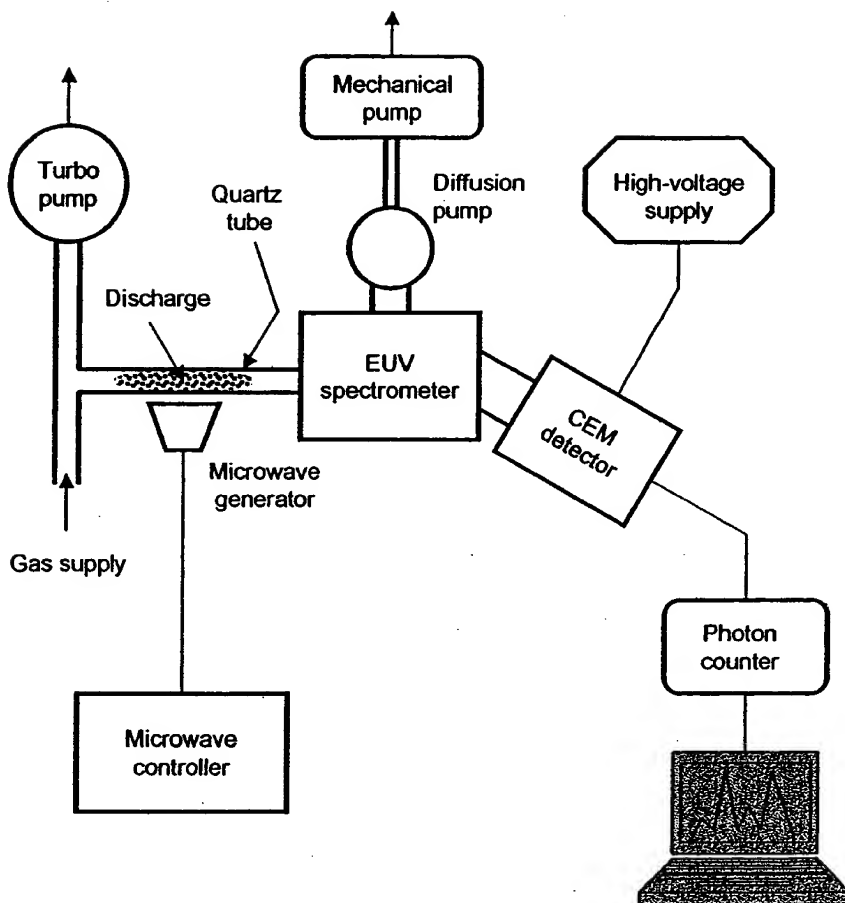 Mechanical
pump
Turbo
pump
Quartz
tube
Diffusion
pump
High-voltage
supply
Discharge
EUV
spectrometer
CEM
detector
Microwave
generator
Gas supply
Photon
counter
Microwave
controller